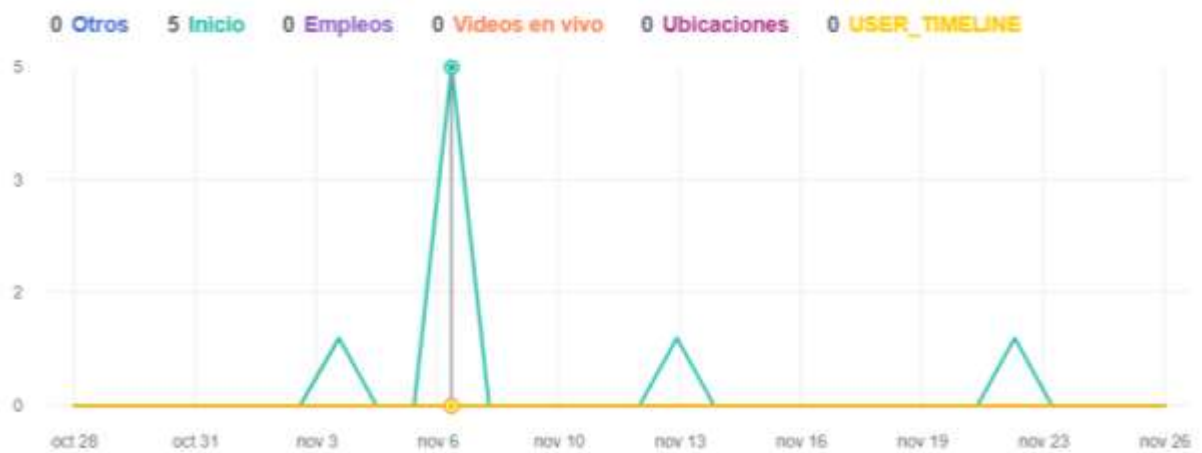 0 Otros 5 Inicio 0 Empleos 0 Videos en vivo 0 Ubicaciones 0 USER_TIMELINE
5
3
2
0
oct 28 oct 31 nov 3 nov 6 nov 10 nov 13 nov 16 nov 19 nov 23 nov 26